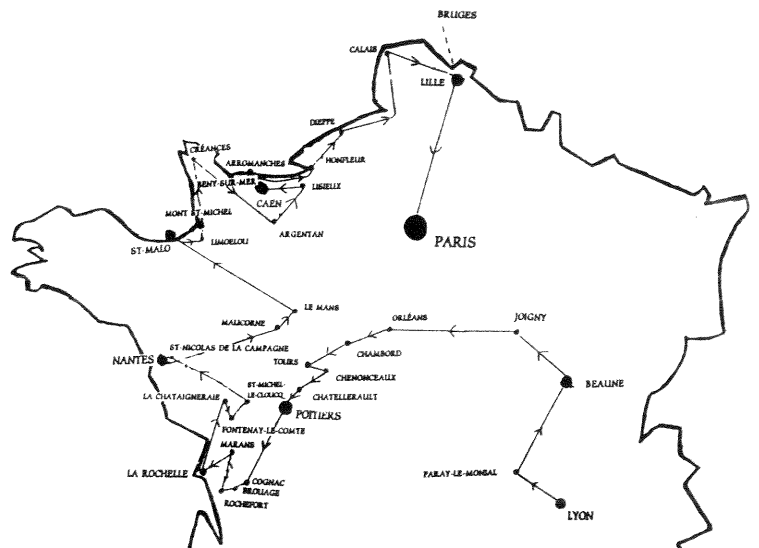 BRUGES
CALAIS
LILLE
DIEPPE
CRÉANCES
ARROMANCHES
HONFLEUR
BENY-SUR-MER
LISIEUX
CAEN
MONT ST-MICHEL
ARGENTAN
PARIS
ST-MALO
LIMOELOU
LE MANS
MALICORNE
ORLÉANS
JOIGNY
ST-NICOLAS DE LA CAMPAGNE
CHAMBORD
NANTES
TOURS
CHENONCEAUX
BEAUNE
ST-MICHEL-
LE-CLOUCQ
CHATELLERAULT
LA CHATAIGNERAIE
POITIERS
FONTENAY-LE-COMTE
MARANS
LA ROCHELLE
PARAY-LE-MONIAL
COGNAC
BROUAGE
ROCHEFORT
LYON